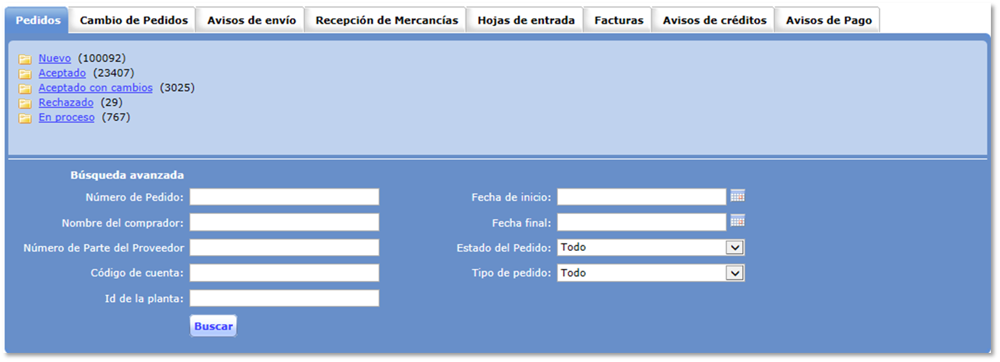 Pedidos Cambio de Pedidos Avisos de envío Recepción de Mercancías Hojas de entrada Facturas Avisos de créditos Avisos de Pago
Nuevo (100092)
Aceptado (23407)
Aceptado con cambios (3025)
Rechazado (29)
En proceso (767)
Búsqueda avanzada
Número de Pedido: Fecha de inicio:
Nombre del comprador: Fecha final:
Número de Parte del Proveedor Estado del Pedido: Todo
Código de cuenta: Tipo de pedido: Todo
Id de la planta:
Buscar